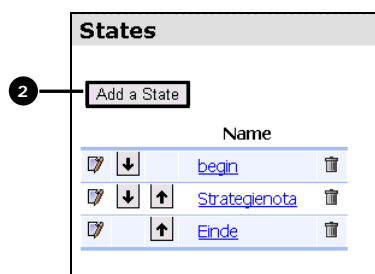 States
2
Add a State
Name
begin
Strategienota
Einde